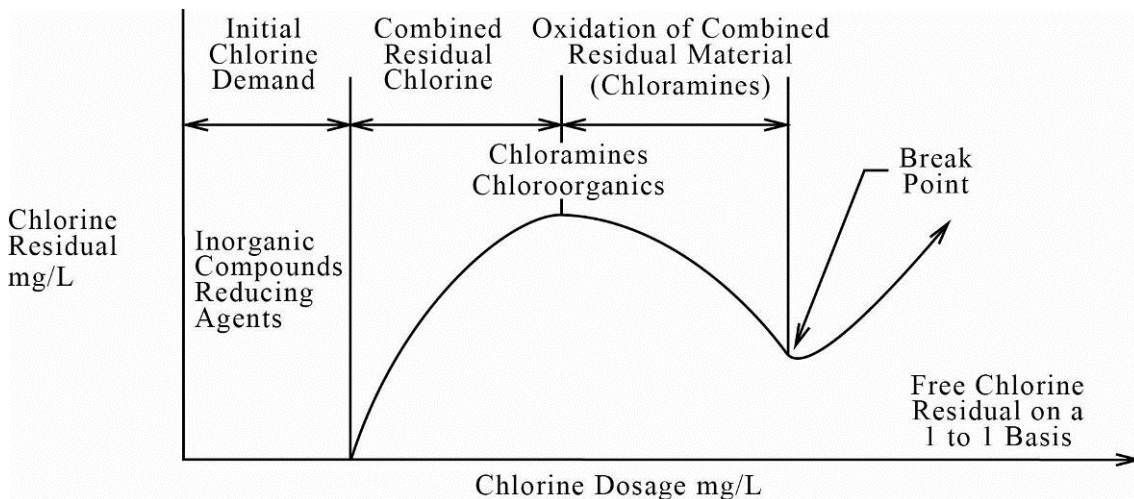 Initial
Chlorine
Demand
Combined
Residual
Chlorine
Oxidation of Combined
Residual Material
(Chloramines)
Chloramines
Chloroorganics
Break
Point
Chlorine
Residual
mg/L
Inorganic
Compounds
Reducing
Agents
Free Chlorine
Residual on a
1 to 1 Basis
Chlorine Dosage mg/L